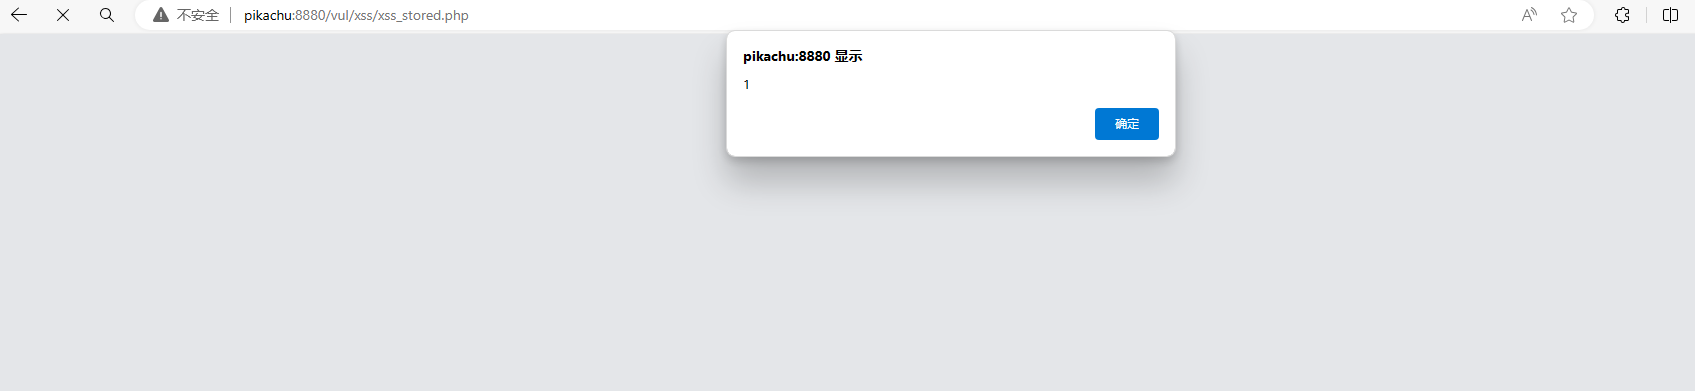 不安全 pikachu:8880/vul/xss/xss_stored.php
pikachu:8880 显示
1
确定